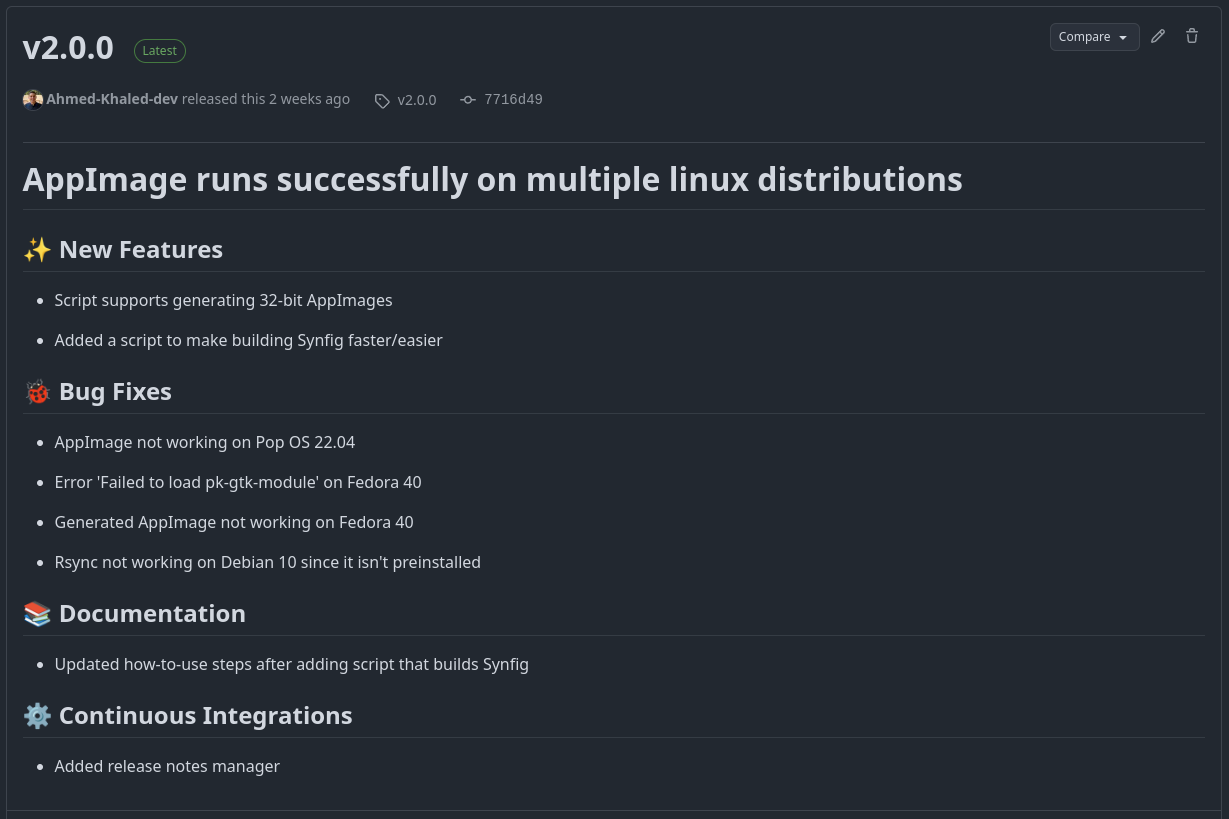 v2.0.0 Latest Compare
Ahmed-Khaled-dev released this 2 weeks ago v2.0.0 7716d49
AppImage runs successfully on multiple linux distributions
✨ New Features
• Script supports generating 32-bit AppImages
• Added a script to make building Synfig faster/easier
🐞 Bug Fixes
• AppImage not working on Pop OS 22.04
• Error 'Failed to load pk-gtk-module' on Fedora 40
• Generated AppImage not working on Fedora 40
• Rsync not working on Debian 10 since it isn't preinstalled
📚 Documentation
• Updated how-to-use steps after adding script that builds Synfig
⚙️ Continuous Integrations
• Added release notes manager